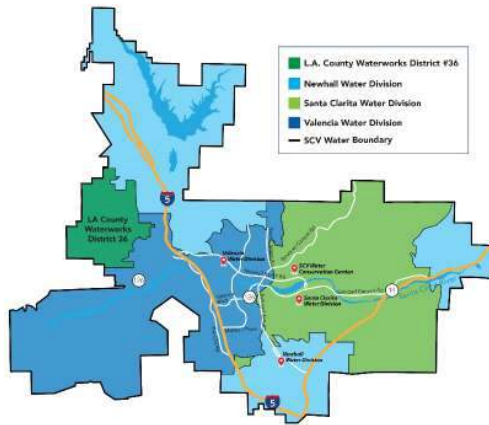 L.A. County Waterworks District #36
Newhall Water Division
Santa Clarita Water Division
Valencia Water Division
SCV Water Boundary
5
LA County
Waterworks
District 36
Valencia
Water Division
SCV Water
Conservation Garden
126
14
Santa Clarita
Water Division
Newhall
Water Division
5